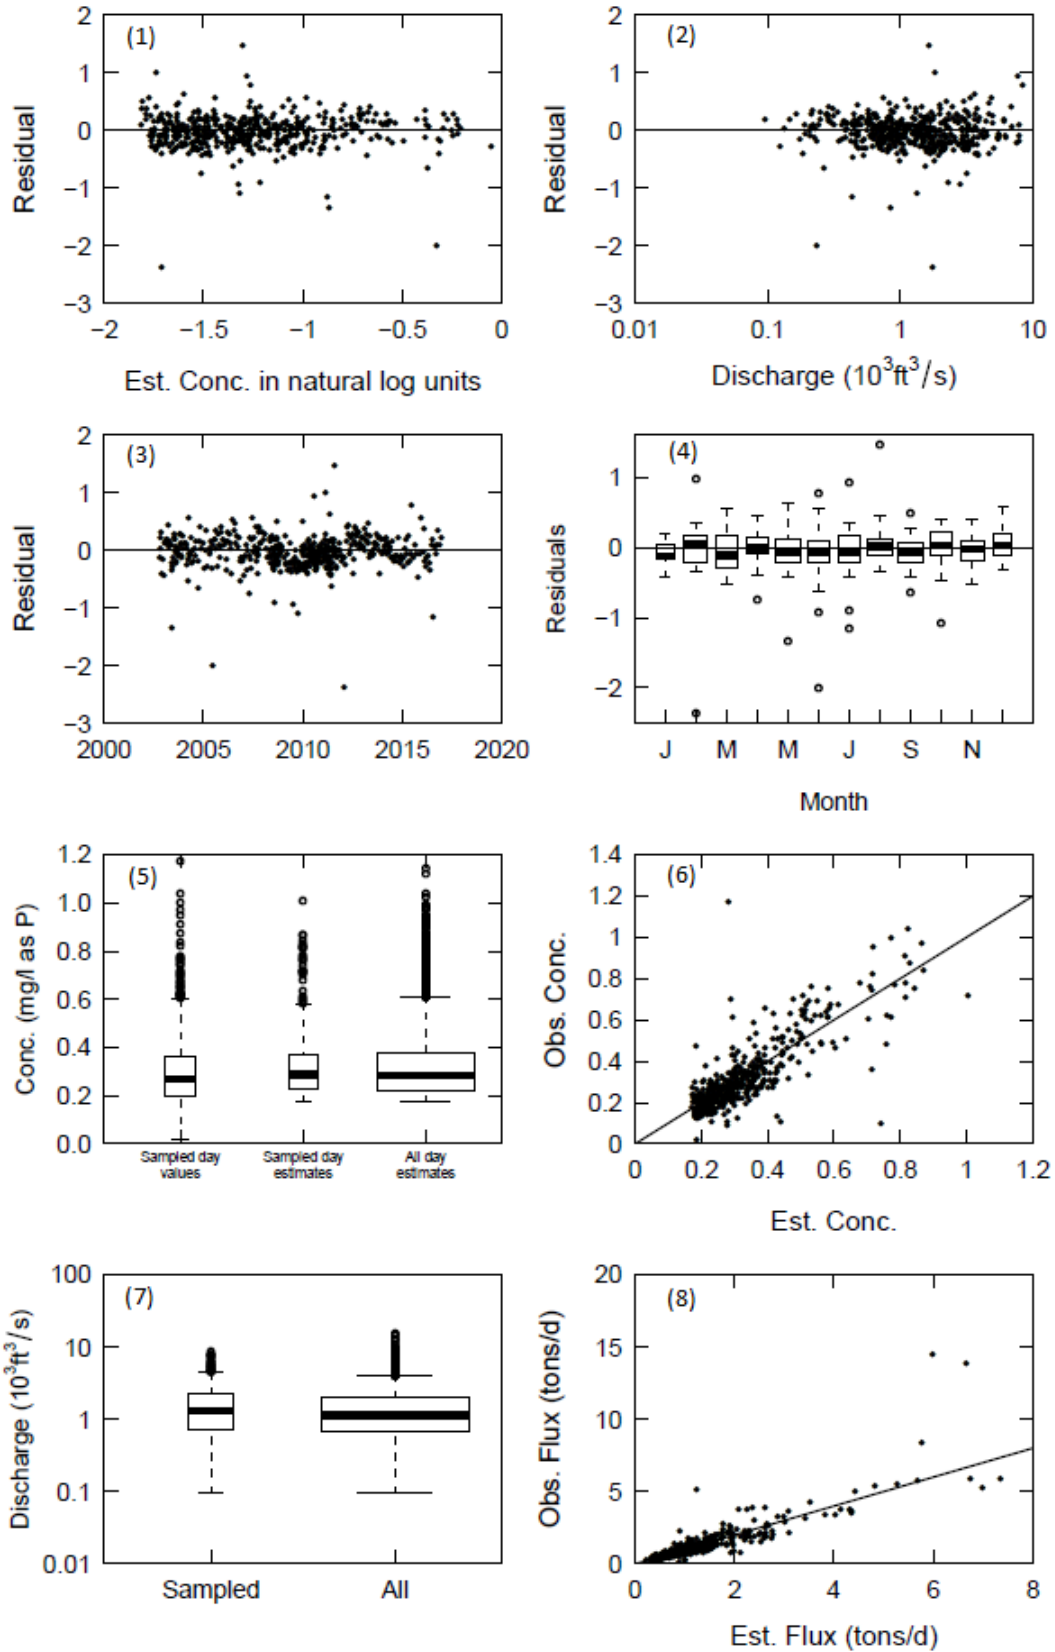 (1)
2
1
0
−1
−2
−3
Residual
−2 −1.5 −1 −0.5 0
Est. Conc. in natural log units
(2)
2
1
0
−1
−2
−3
Residual
0.01 0.1 1 10
Discharge (10³ft³/s)
(3)
2
1
0
−1
−2
−3
Residual
2000 2005 2010 2015 2020
(4)
1
0
−1
−2
Residuals
J M M J S N
Month
(5)
1.2
1.0
0.8
0.6
0.4
0.2
0.0
Conc. (mg/l as P)
Sampled day Sampled day All day
values estimates estimates
(6)
1.4
1.2
1
0.8
0.6
0.4
0.2
0
Obs. Conc.
0 0.2 0.4 0.6 0.8 1 1.2
Est. Conc.
(7)
100
10
1
0.1
0.01
Discharge (10³ft³/s)
Sampled All
(8)
20
15
10
5
0
Obs. Flux (tons/d)
0 2 4 6 8
Est. Flux (tons/d)